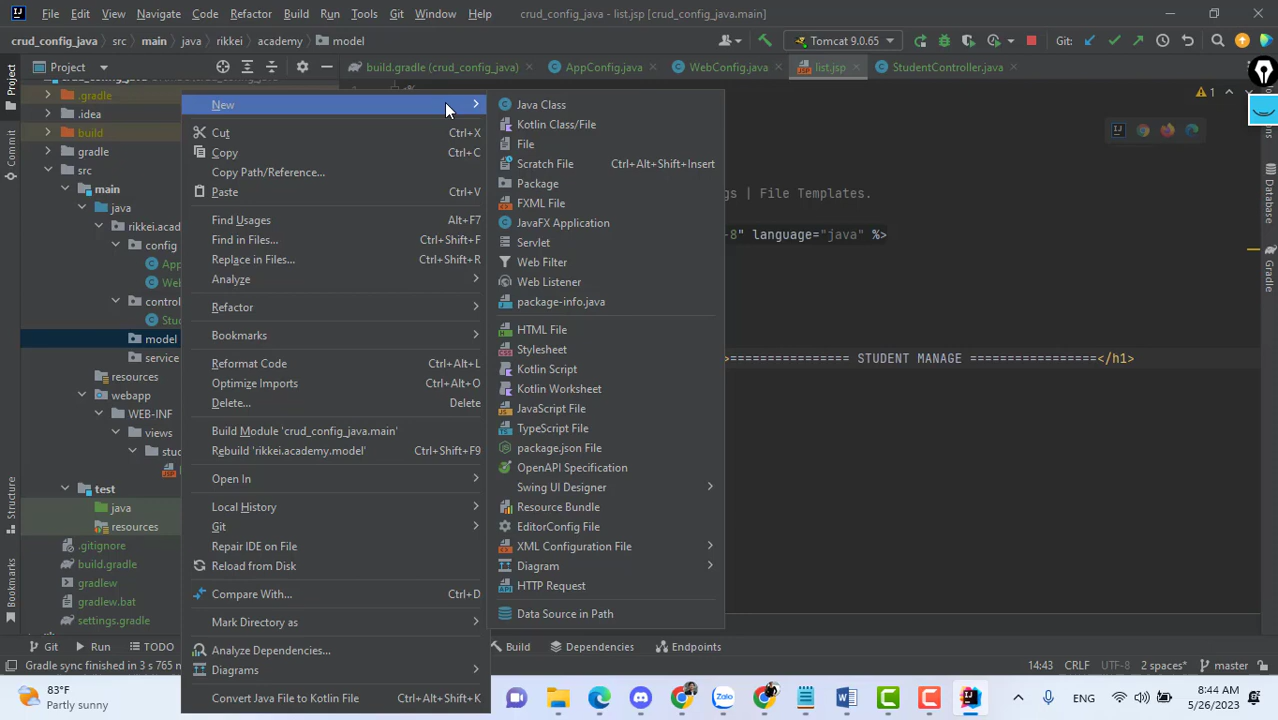 File Edit View Navigate Code Refactor Build Run Tools Git Window Help crud_config_java - list.jsp [crud_config_java.main]
crud_config_java src main java rikkei academy model Tomcat 9.0.65 Git:
Project build.gradle (crud_config_java) AppConfig.java WebConfig.java list.jsp StudentController.java
.gradle
.idea
build
gradle
src
main
java
rikkei.acad
config
control
model
service
resources
webapp
WEB-INF
views
stu
test
java
resources
.gitignore
build.gradle
gradlew
gradlew.bat
settings.gradle
Project
Commit
Structure
Bookmarks
New
Cut Ctrl+X
Copy Ctrl+C
Copy Path/Reference...
Paste Ctrl+V
Find Usages Alt+F7
Find in Files... Ctrl+Shift+F
Replace in Files... Ctrl+Shift+R
Analyze
Refactor
Bookmarks
Reformat Code Ctrl+Alt+L
Optimize Imports Ctrl+Alt+O
Delete... Delete
Build Module 'crud_config_java.main'
Rebuild 'rikkei.academy.model' Ctrl+Shift+F9
Open In
Local History
Git
Repair IDE on File
Reload from Disk
Compare With... Ctrl+D
Mark Directory as
Analyze Dependencies...
Diagrams
Convert Java File to Kotlin File Ctrl+Alt+Shift+K
Java Class
Kotlin Class/File
File
Scratch File Ctrl+Alt+Shift+Insert
Package
FXML File
JavaFX Application
Servlet
Web Filter
Web Listener
package-info.java
HTML File
Stylesheet
Kotlin Script
Kotlin Worksheet
JavaScript File
TypeScript File
package.json File
OpenAPI Specification
Swing UI Designer
Resource Bundle
EditorConfig File
XML Configuration File
Diagram
HTTP Request
Data Source in Path
1
gs | File Templates.
-8" language="java" %>
>=============== STUDENT MANAGE =================</h1>
Database
Gradle
Git Run TODO Build Dependencies Endpoints
Gradle sync finished in 3 s 765 14:43 CRLF UTF-8 2 spaces* master
83°F
Partly sunny
ENG
8:44 AM
5/26/2023